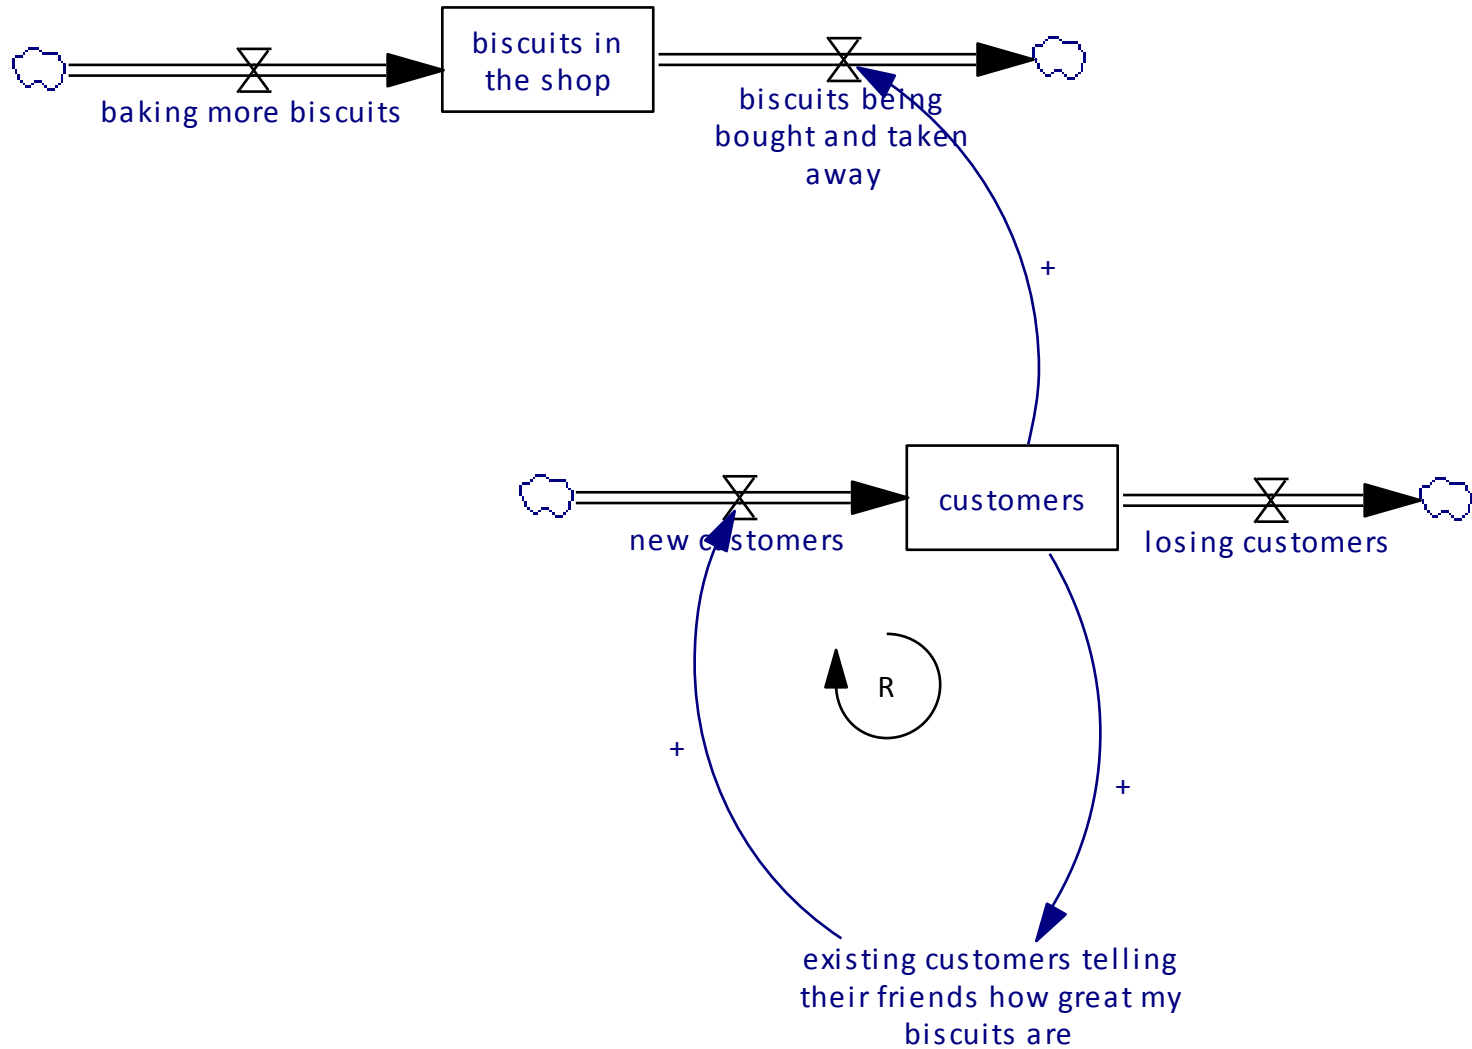 biscuits in
the shop
baking more biscuits
biscuits being
bought and taken
away
+
customers
new customers
losing customers
R
+
+
existing customers telling
their friends how great my
biscuits are